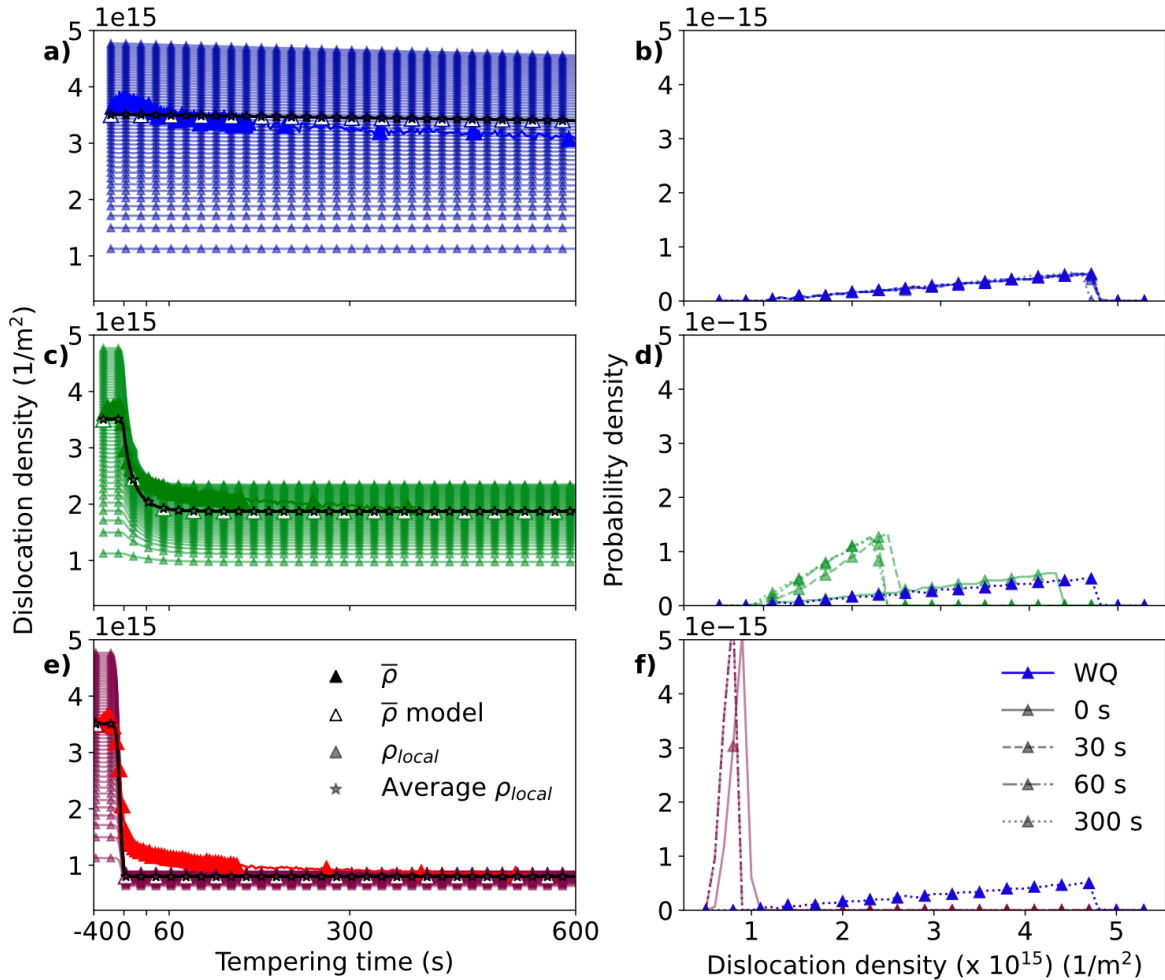 1e15
a)
5
4
3
2
1
1e−15
b)
5
4
3
2
1
0
1e15
c)
5
4
3
2
1
1e−15
d)
5
4
3
2
1
0
Dislocation density (1/m²)
Probability density
1e15
e)
5
4
3
2
1
ρ̅
ρ̅ model
ρlocal
Average ρlocal
-40 0 60 300 600
Tempering time (s)
1e−15
f)
5
4
3
2
1
0
WQ
0 s
30 s
60 s
300 s
1 2 3 4 5
Dislocation density (x 10¹⁵) (1/m²)